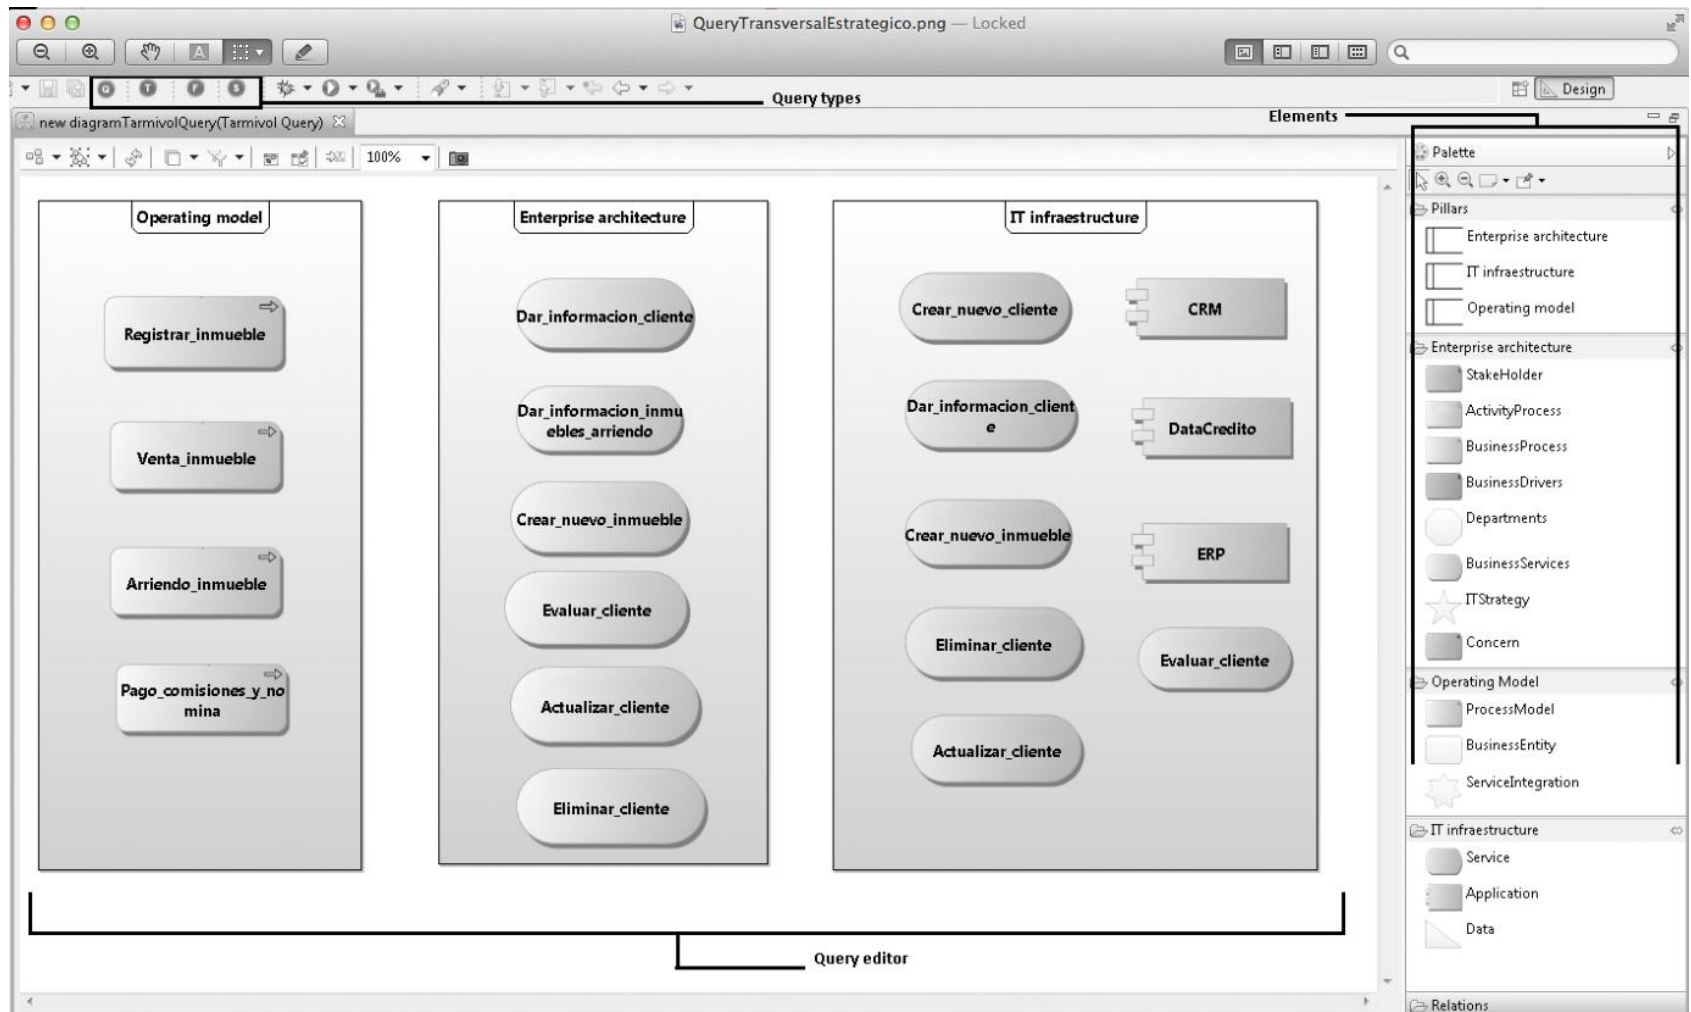 QueryTransversalEstrategico.png — Locked
A
Q T F S
Query types
Design
Elements
new diagramTarmivolQuery(Tarmivol Query)
100%
Palette
Operating model
Registrar_inmueble
Venta_inmueble
Arriendo_inmueble
Pago_comisiones_y_no
mina
Enterprise architecture
Dar_informacion_cliente
Dar_informacion_inmu
ebles_arriendo
Crear_nuevo_inmueble
Evaluar_cliente
Actualizar_cliente
Eliminar_cliente
IT infraestructure
Crear_nuevo_cliente
CRM
Dar_informacion_client
e
DataCredito
Crear_nuevo_inmueble
ERP
Eliminar_cliente
Evaluar_cliente
Actualizar_cliente
Query editor
Pillars
Enterprise architecture
IT infraestructure
Operating model
Enterprise architecture
StakeHolder
ActivityProcess
BusinessProcess
BusinessDrivers
Departments
BusinessServices
ITStrategy
Concern
Operating Model
ProcessModel
BusinessEntity
ServiceIntegration
IT infraestructure
Service
Application
Data
Relations